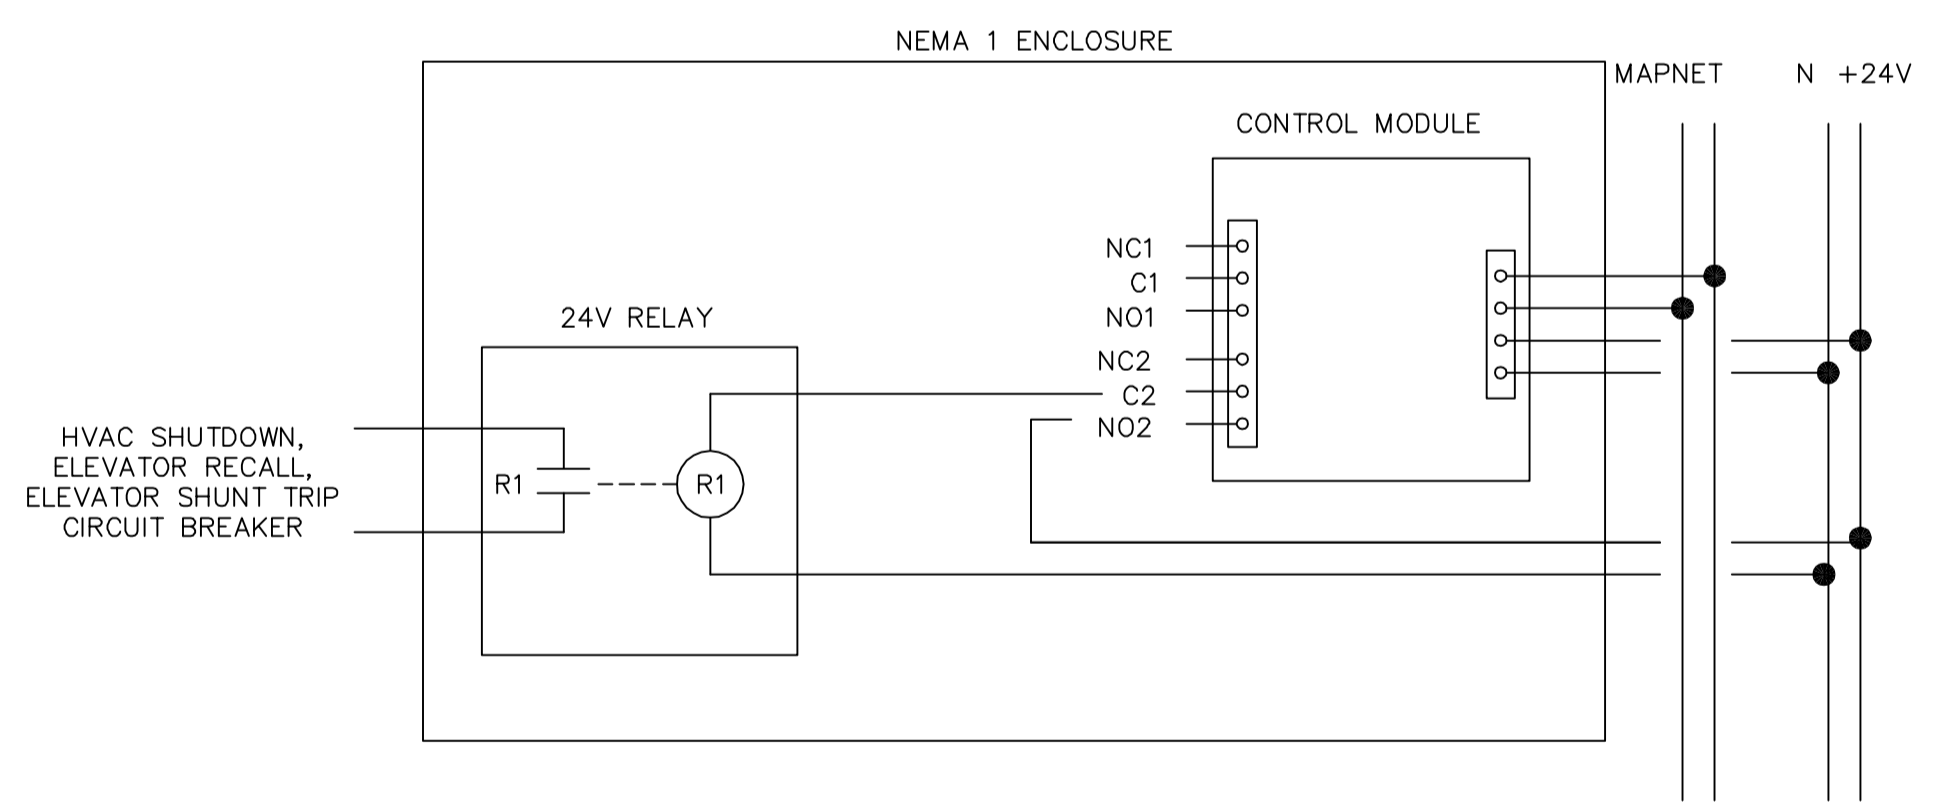 NEMA 1 ENCLOSURE
MAPNET N +24V
CONTROL MODULE
NC1
C1
NO1
NC2
C2
NO2
24V RELAY
R1 R1
HVAC SHUTDOWN,
ELEVATOR RECALL,
ELEVATOR SHUNT TRIP
CIRCUIT BREAKER